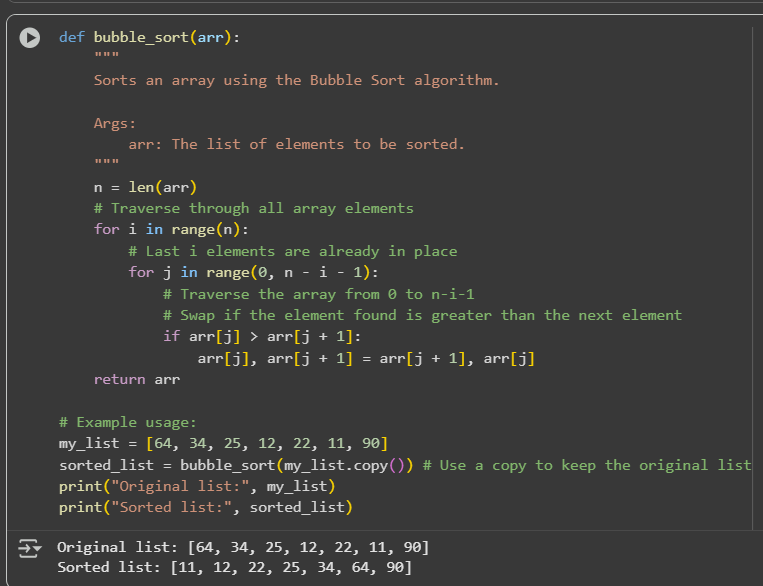 def bubble_sort(arr):
    """
    Sorts an array using the Bubble Sort algorithm.

    Args:
        arr: The list of elements to be sorted.
    """
    n = len(arr)
    # Traverse through all array elements
    for i in range(n):
        # Last i elements are already in place
        for j in range(0, n - i - 1):
            # Traverse the array from 0 to n-i-1
            # Swap if the element found is greater than the next element
            if arr[j] > arr[j + 1]:
                arr[j], arr[j + 1] = arr[j + 1], arr[j]
    return arr

# Example usage:
my_list = [64, 34, 25, 12, 22, 11, 90]
sorted_list = bubble_sort(my_list.copy()) # Use a copy to keep the original list
print("Original list:", my_list)
print("Sorted list:", sorted_list)
Original list: [64, 34, 25, 12, 22, 11, 90]
Sorted list: [11, 12, 22, 25, 34, 64, 90]